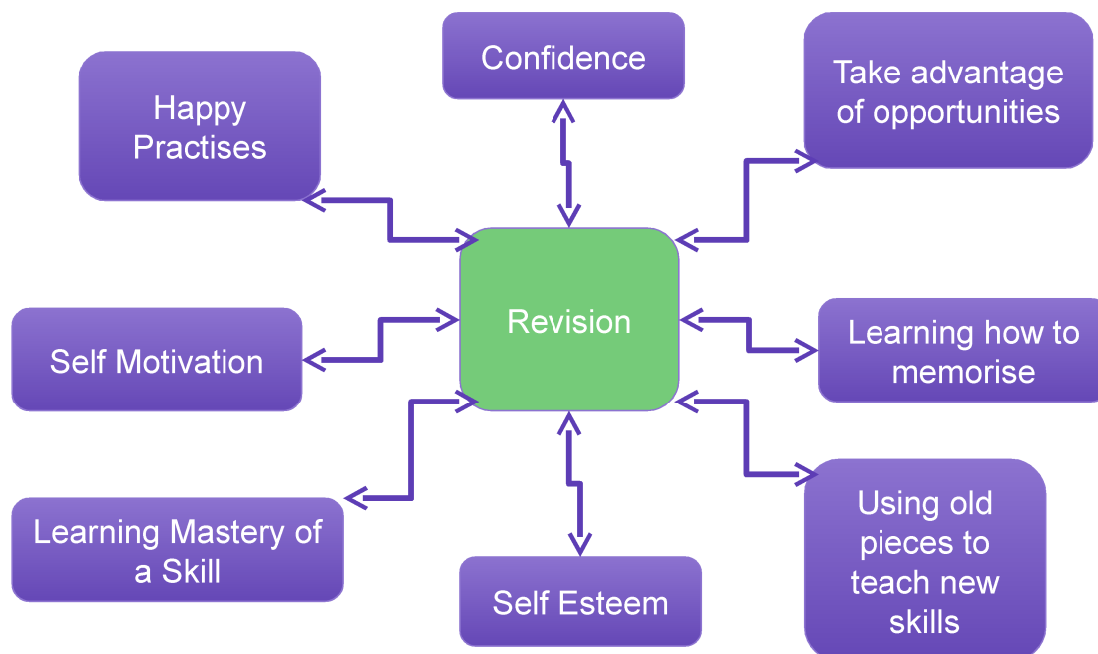 Confidence
Take advantage
of opportunities
Happy
Practises
Revision
Learning how to
memorise
Self Motivation
Using old
pieces to
teach new
skills
Learning Mastery of
a Skill
Self Esteem